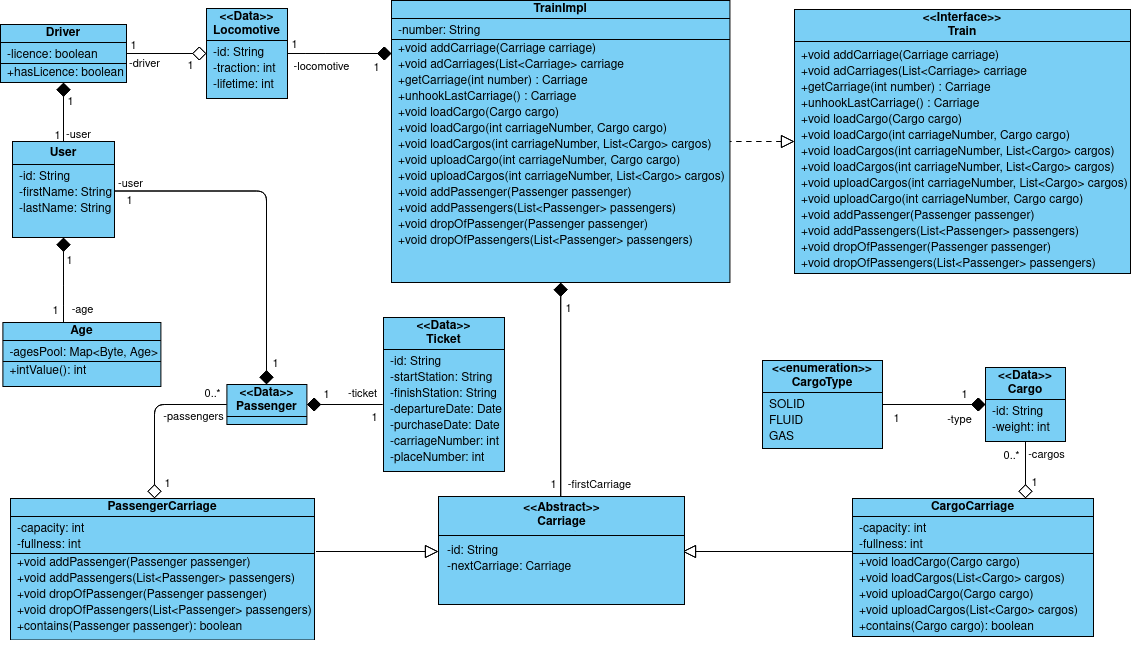 Driver
-licence: boolean
+hasLicence: boolean
1
-driver
1
<<Data>>
Locomotive
-id: String
-traction: int
-lifetime: int
1
-locomotive
1
TrainImpl
-number: String
+void addCarriage(Carriage carriage)
+void adCarriages(List<Carriage> carriage
+getCarriage(int number) : Carriage
+unhookLastCarriage() : Carriage
+void loadCargo(Cargo cargo)
+void loadCargo(int carriageNumber, Cargo cargo)
+void loadCargos(int carriageNumber, List<Cargo> cargos)
+void uploadCargo(int carriageNumber, Cargo cargo)
+void uploadCargos(int carriageNumber, List<Cargo> cargos)
+void addPassenger(Passenger passenger)
+void addPassengers(List<Passenger> passengers)
+void dropOfPassenger(Passenger passenger)
+void dropOfPassengers(List<Passenger> passengers)
<<Interface>>
Train
+void addCarriage(Carriage carriage)
+void adCarriages(List<Carriage> carriage
+getCarriage(int number) : Carriage
+unhookLastCarriage() : Carriage
+void loadCargo(Cargo cargo)
+void loadCargo(int carriageNumber, Cargo cargo)
+void loadCargos(int carriageNumber, List<Cargo> cargos)
+void loadCargos(int carriageNumber, List<Cargo> cargos)
+void uploadCargos(int carriageNumber, List<Cargo> cargos)
+void uploadCargo(int carriageNumber, Cargo cargo)
+void addPassenger(Passenger passenger)
+void addPassengers(List<Passenger> passengers)
+void dropOfPassenger(Passenger passenger)
+void dropOfPassengers(List<Passenger> passengers)
1
1 -user
User
-id: String
-firstName: String
-lastName: String
-user
1
1
1 -age
Age
-agesPool: Map<Byte, Age>
+intValue(): int
1
<<Data>>
Passenger
1
-ticket
1
<<Data>>
Ticket
-id: String
-startStation: String
-finishStation: String
-departureDate: Date
-purchaseDate: Date
-carriageNumber: int
-placeNumber: int
0..*
-passengers
1
1
1 -firstCarriage
<<enumeration>>
CargoType
SOLID
FLUID
GAS
1
-type
1
<<Data>>
Cargo
-id: String
-weight: int
0..* -cargos
1
PassengerCarriage
-capacity: int
-fullness: int
+void addPassenger(Passenger passenger)
+void addPassengers(List<Passenger> passengers)
+void dropOfPassenger(Passenger passenger)
+void dropOfPassengers(List<Passenger> passengers)
+contains(Passenger passenger): boolean
<<Abstract>>
Carriage
-id: String
-nextCarriage: Carriage
CargoCarriage
-capacity: int
-fullness: int
+void loadCargo(Cargo cargo)
+void loadCargos(List<Cargo> cargos)
+void uploadCargo(Cargo cargo)
+void uploadCargos(List<Cargo> cargos)
+contains(Cargo cargo): boolean